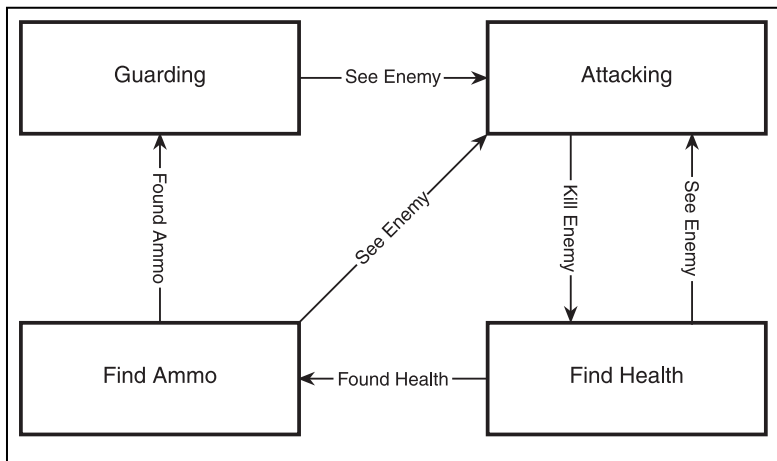 Guarding
See Enemy
Attacking
Found Ammo
See Enemy
Kill Enemy
See Enemy
Find Ammo
Found Health
Find Health